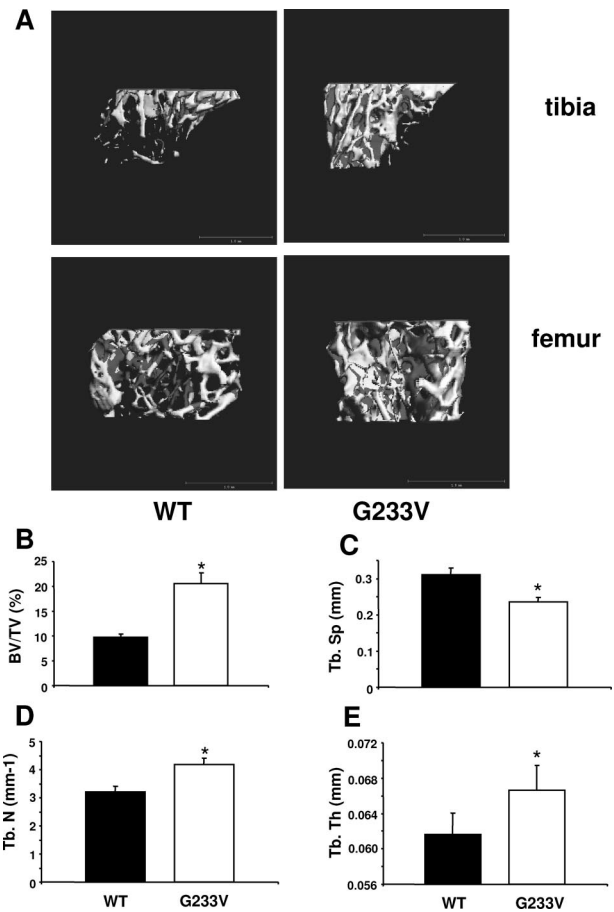 A
tibia
femur
WT G233V
B
BV/TV (%)
25
20
15
10
5
0
*
C
Tb. Sp (mm)
0.3
0.2
0.1
0
*
D
Tb. N (mm-1)
5
4
3
2
1
0
*
WT G233V
E
Tb. Th (mm)
0.072
0.068
0.064
0.060
0.056
*
WT G233V